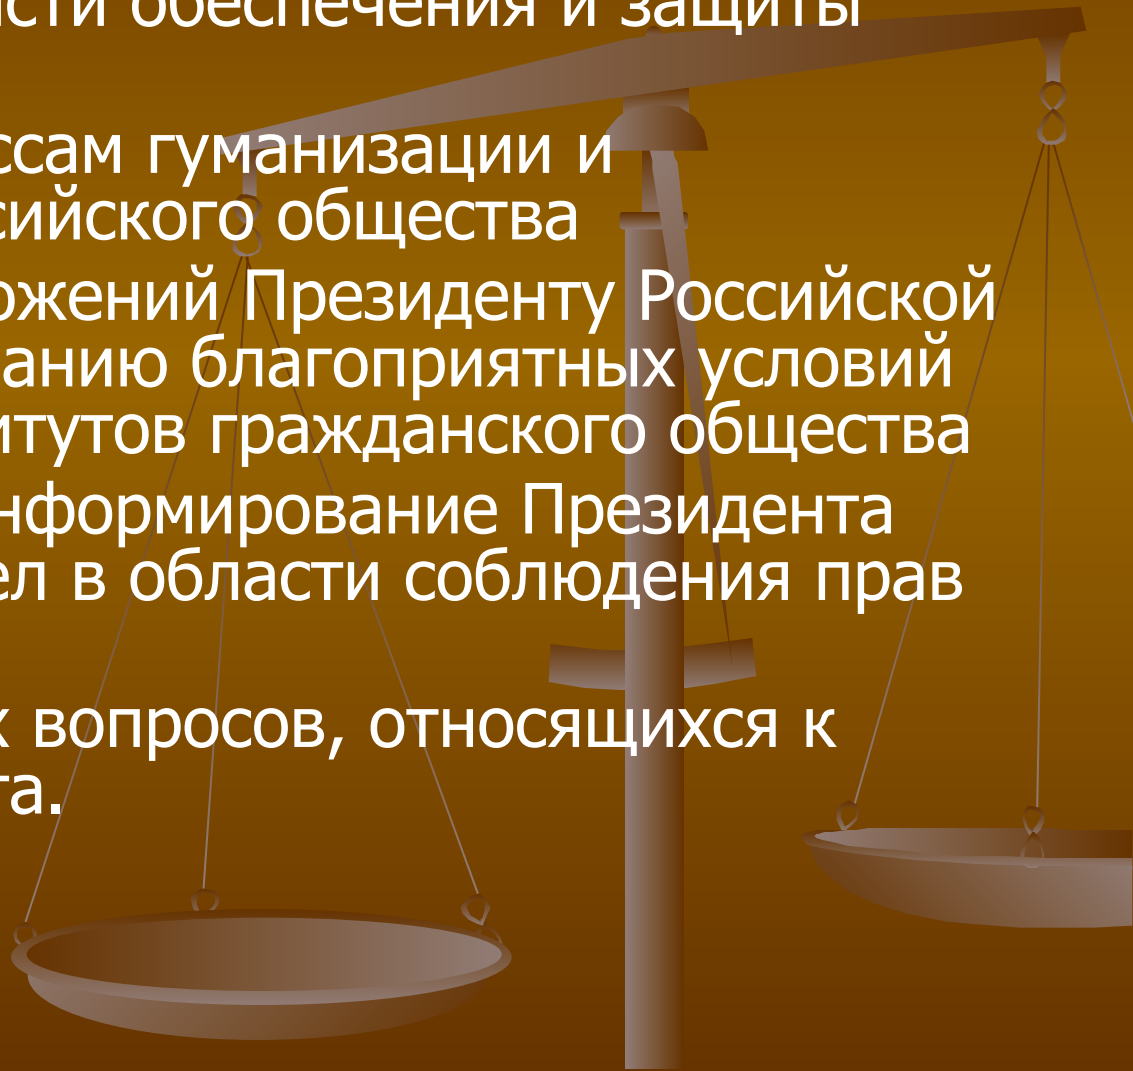 сти обеспечения и защиты
ссам гуманизации и
сийского общества
ожений Президенту Российской
анию благоприятных условий
итутов гражданского общества
нформирование Президента
ел в области соблюдения прав
х вопросов, относящихся к
та.